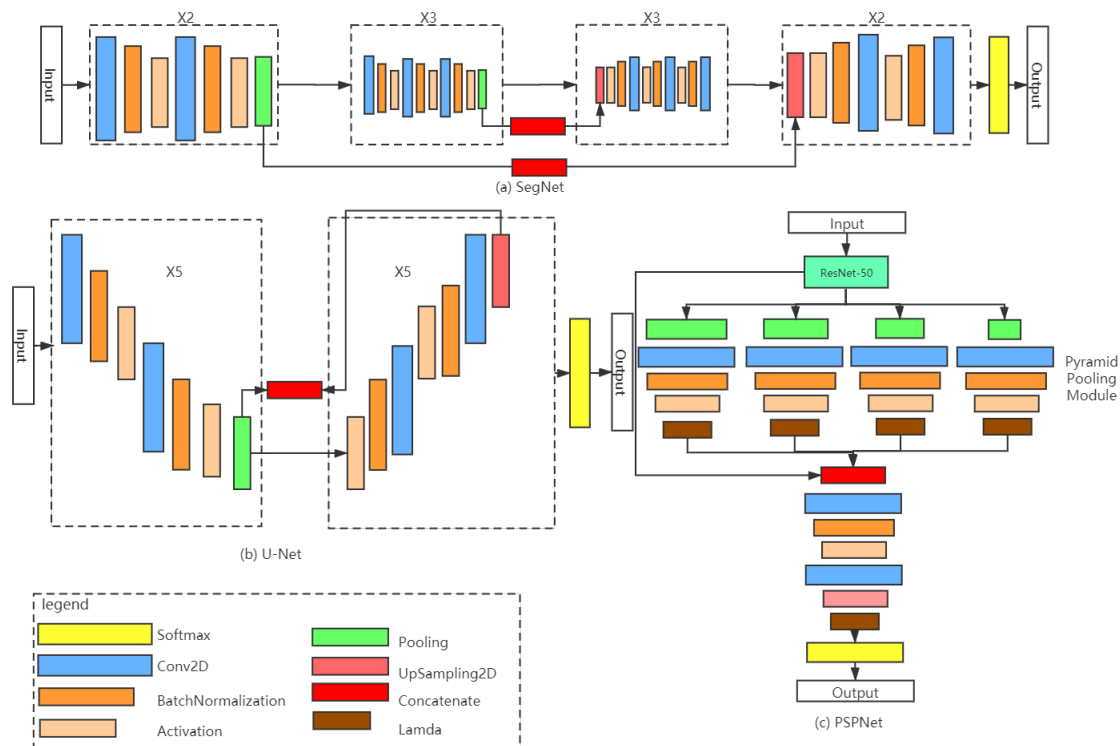 X2
X3
X3
X2
Input
Output
(a) SegNet
X5
X5
Input
Output
(b) U-Net
Input
ResNet-50
Pyramid
Pooling
Module
Output
(c) PSPNet
legend
Softmax
Conv2D
BatchNormalization
Activation
Pooling
UpSampling2D
Concatenate
Lamda